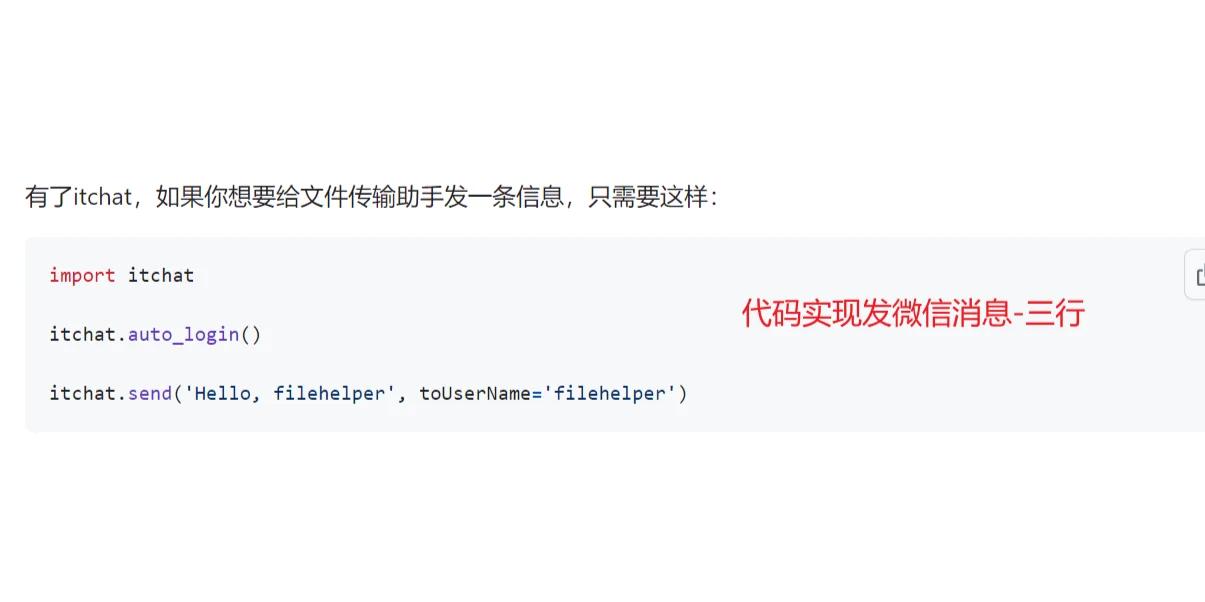 有了itchat，如果你想要给文件传输助手发一条信息，只需要这样：
import itchat
代码实现发微信消息-三行
itchat.auto_login()
itchat.send('Hello, filehelper', toUserName='filehelper')